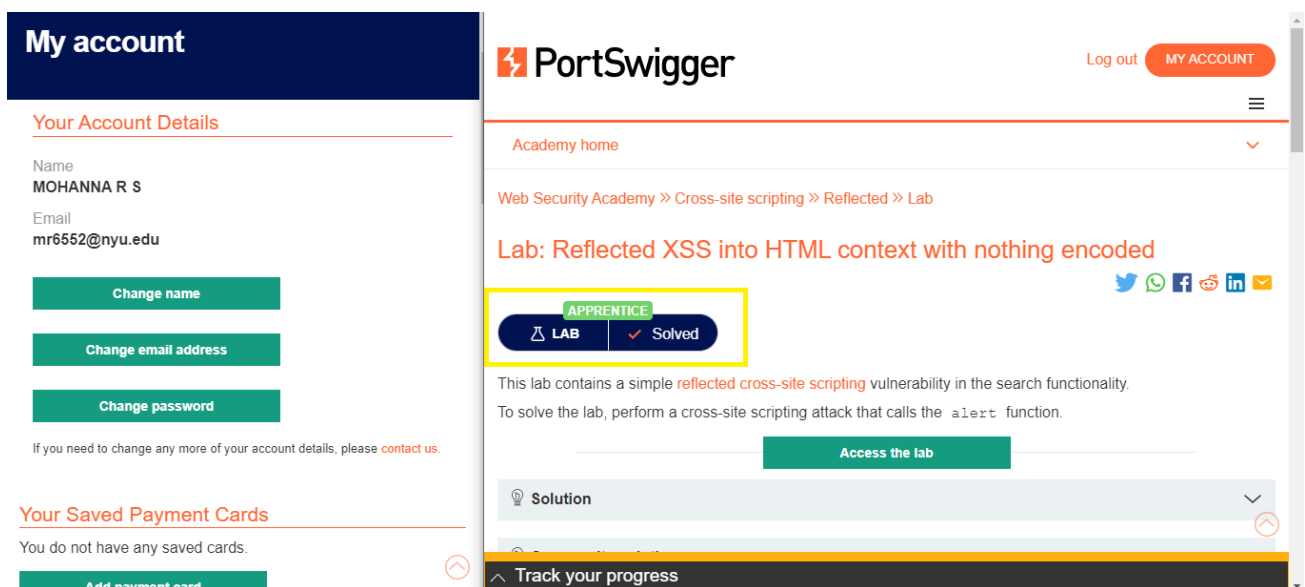 My account
Your Account Details
Name
MOHANNA R S
Email
mr6552@nyu.edu
Change name
Change email address
Change password
If you need to change any more of your account details, please contact us.
Your Saved Payment Cards
You do not have any saved cards.
Add payment card
PortSwigger
Log out MY ACCOUNT
Academy home
Web Security Academy » Cross-site scripting » Reflected » Lab
Lab: Reflected XSS into HTML context with nothing encoded
APPRENTICE
LAB Solved
This lab contains a simple reflected cross-site scripting vulnerability in the search functionality.
To solve the lab, perform a cross-site scripting attack that calls the alert function.
Access the lab
Solution
Track your progress